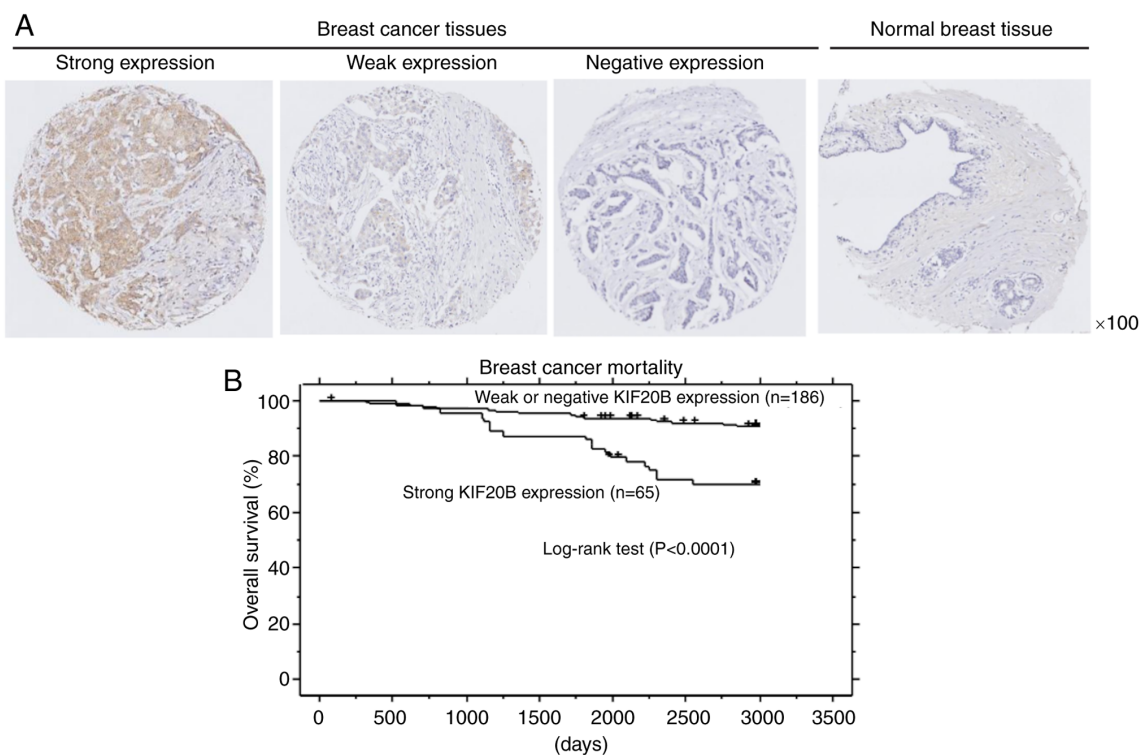 A
Breast cancer tissues
Normal breast tissue
Strong expression
Weak expression
Negative expression
×100
B
Breast cancer mortality
Weak or negative KIF20B expression (n=186)
Strong KIF20B expression (n=65)
Log-rank test (P<0.0001)
Overall survival (%)
100
80
60
40
20
0
0 500 1000 1500 2000 2500 3000 3500
(days)